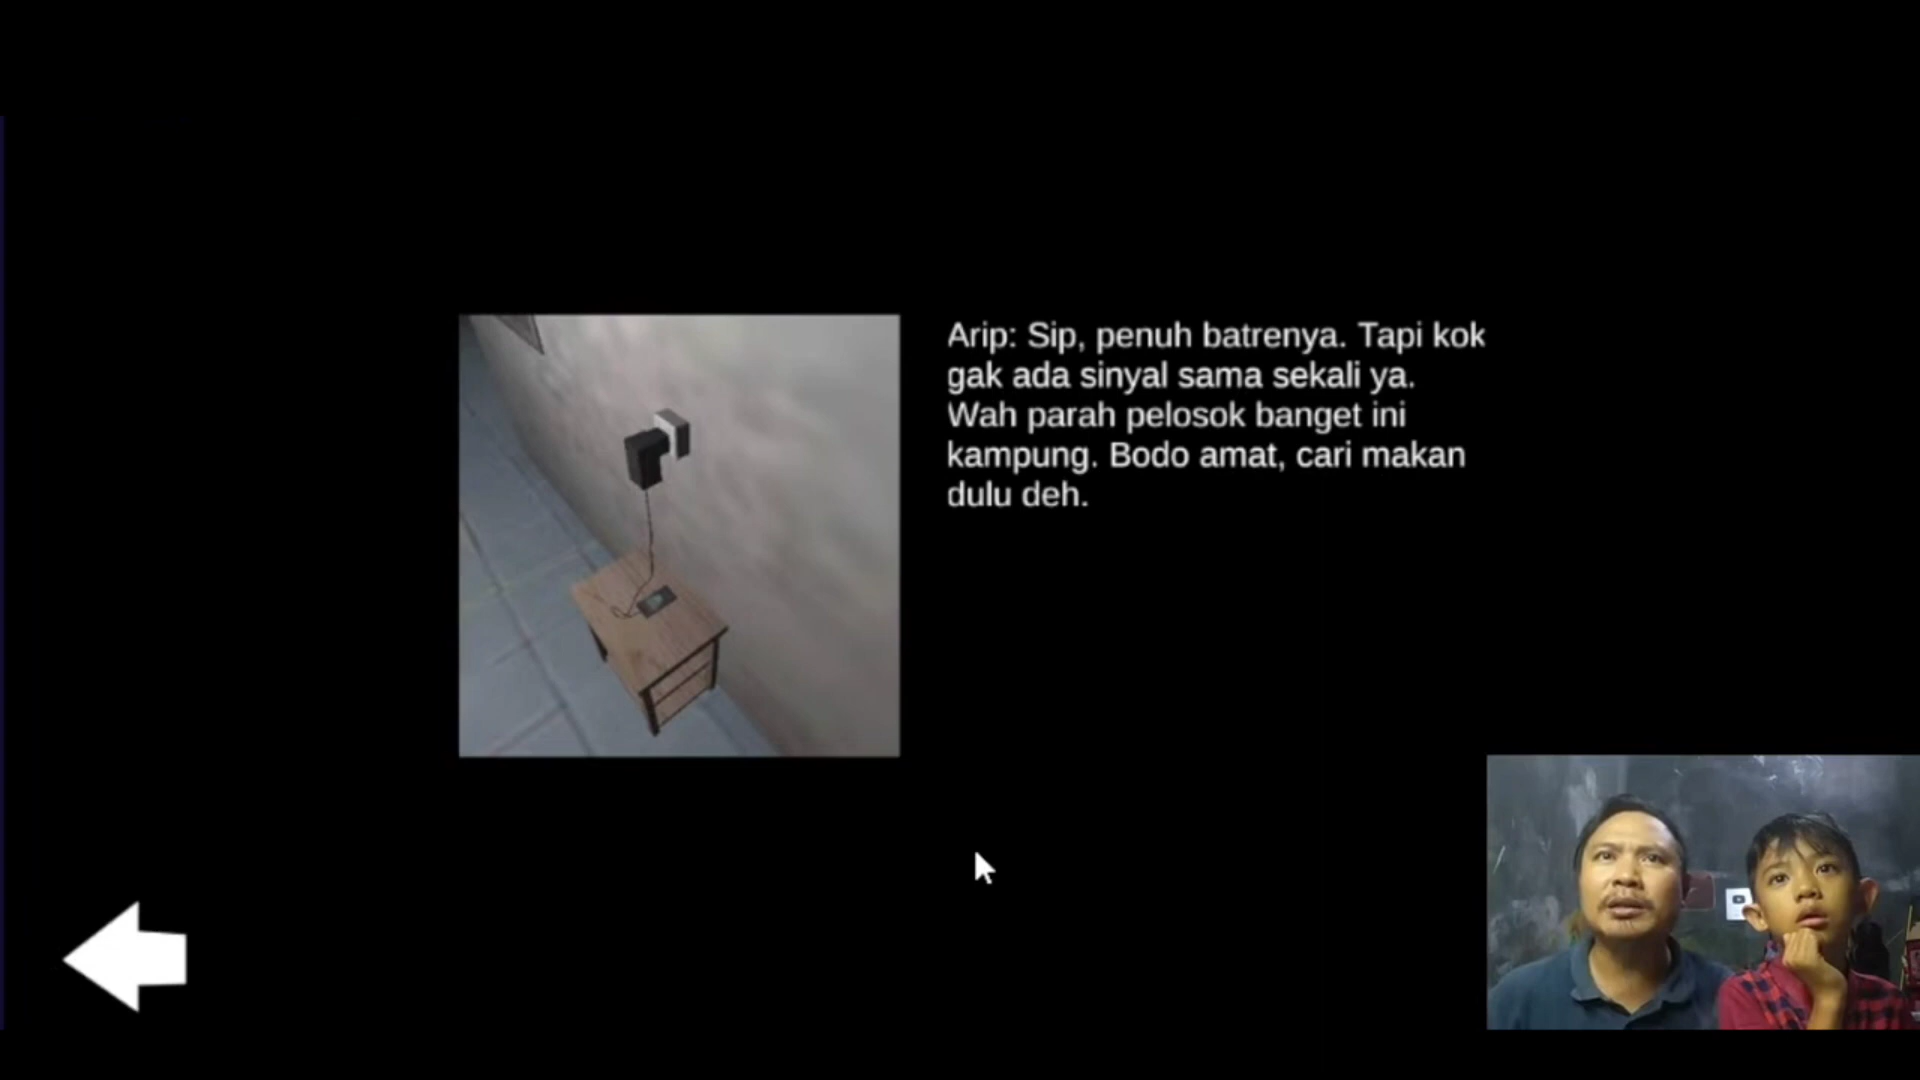 Arip: Sip, penuh batrenya. Tapi kok
gak ada sinyal sama sekali ya.
Wah parah pelosok banget ini
kampung. Bodo amat, cari makan
dulu deh.